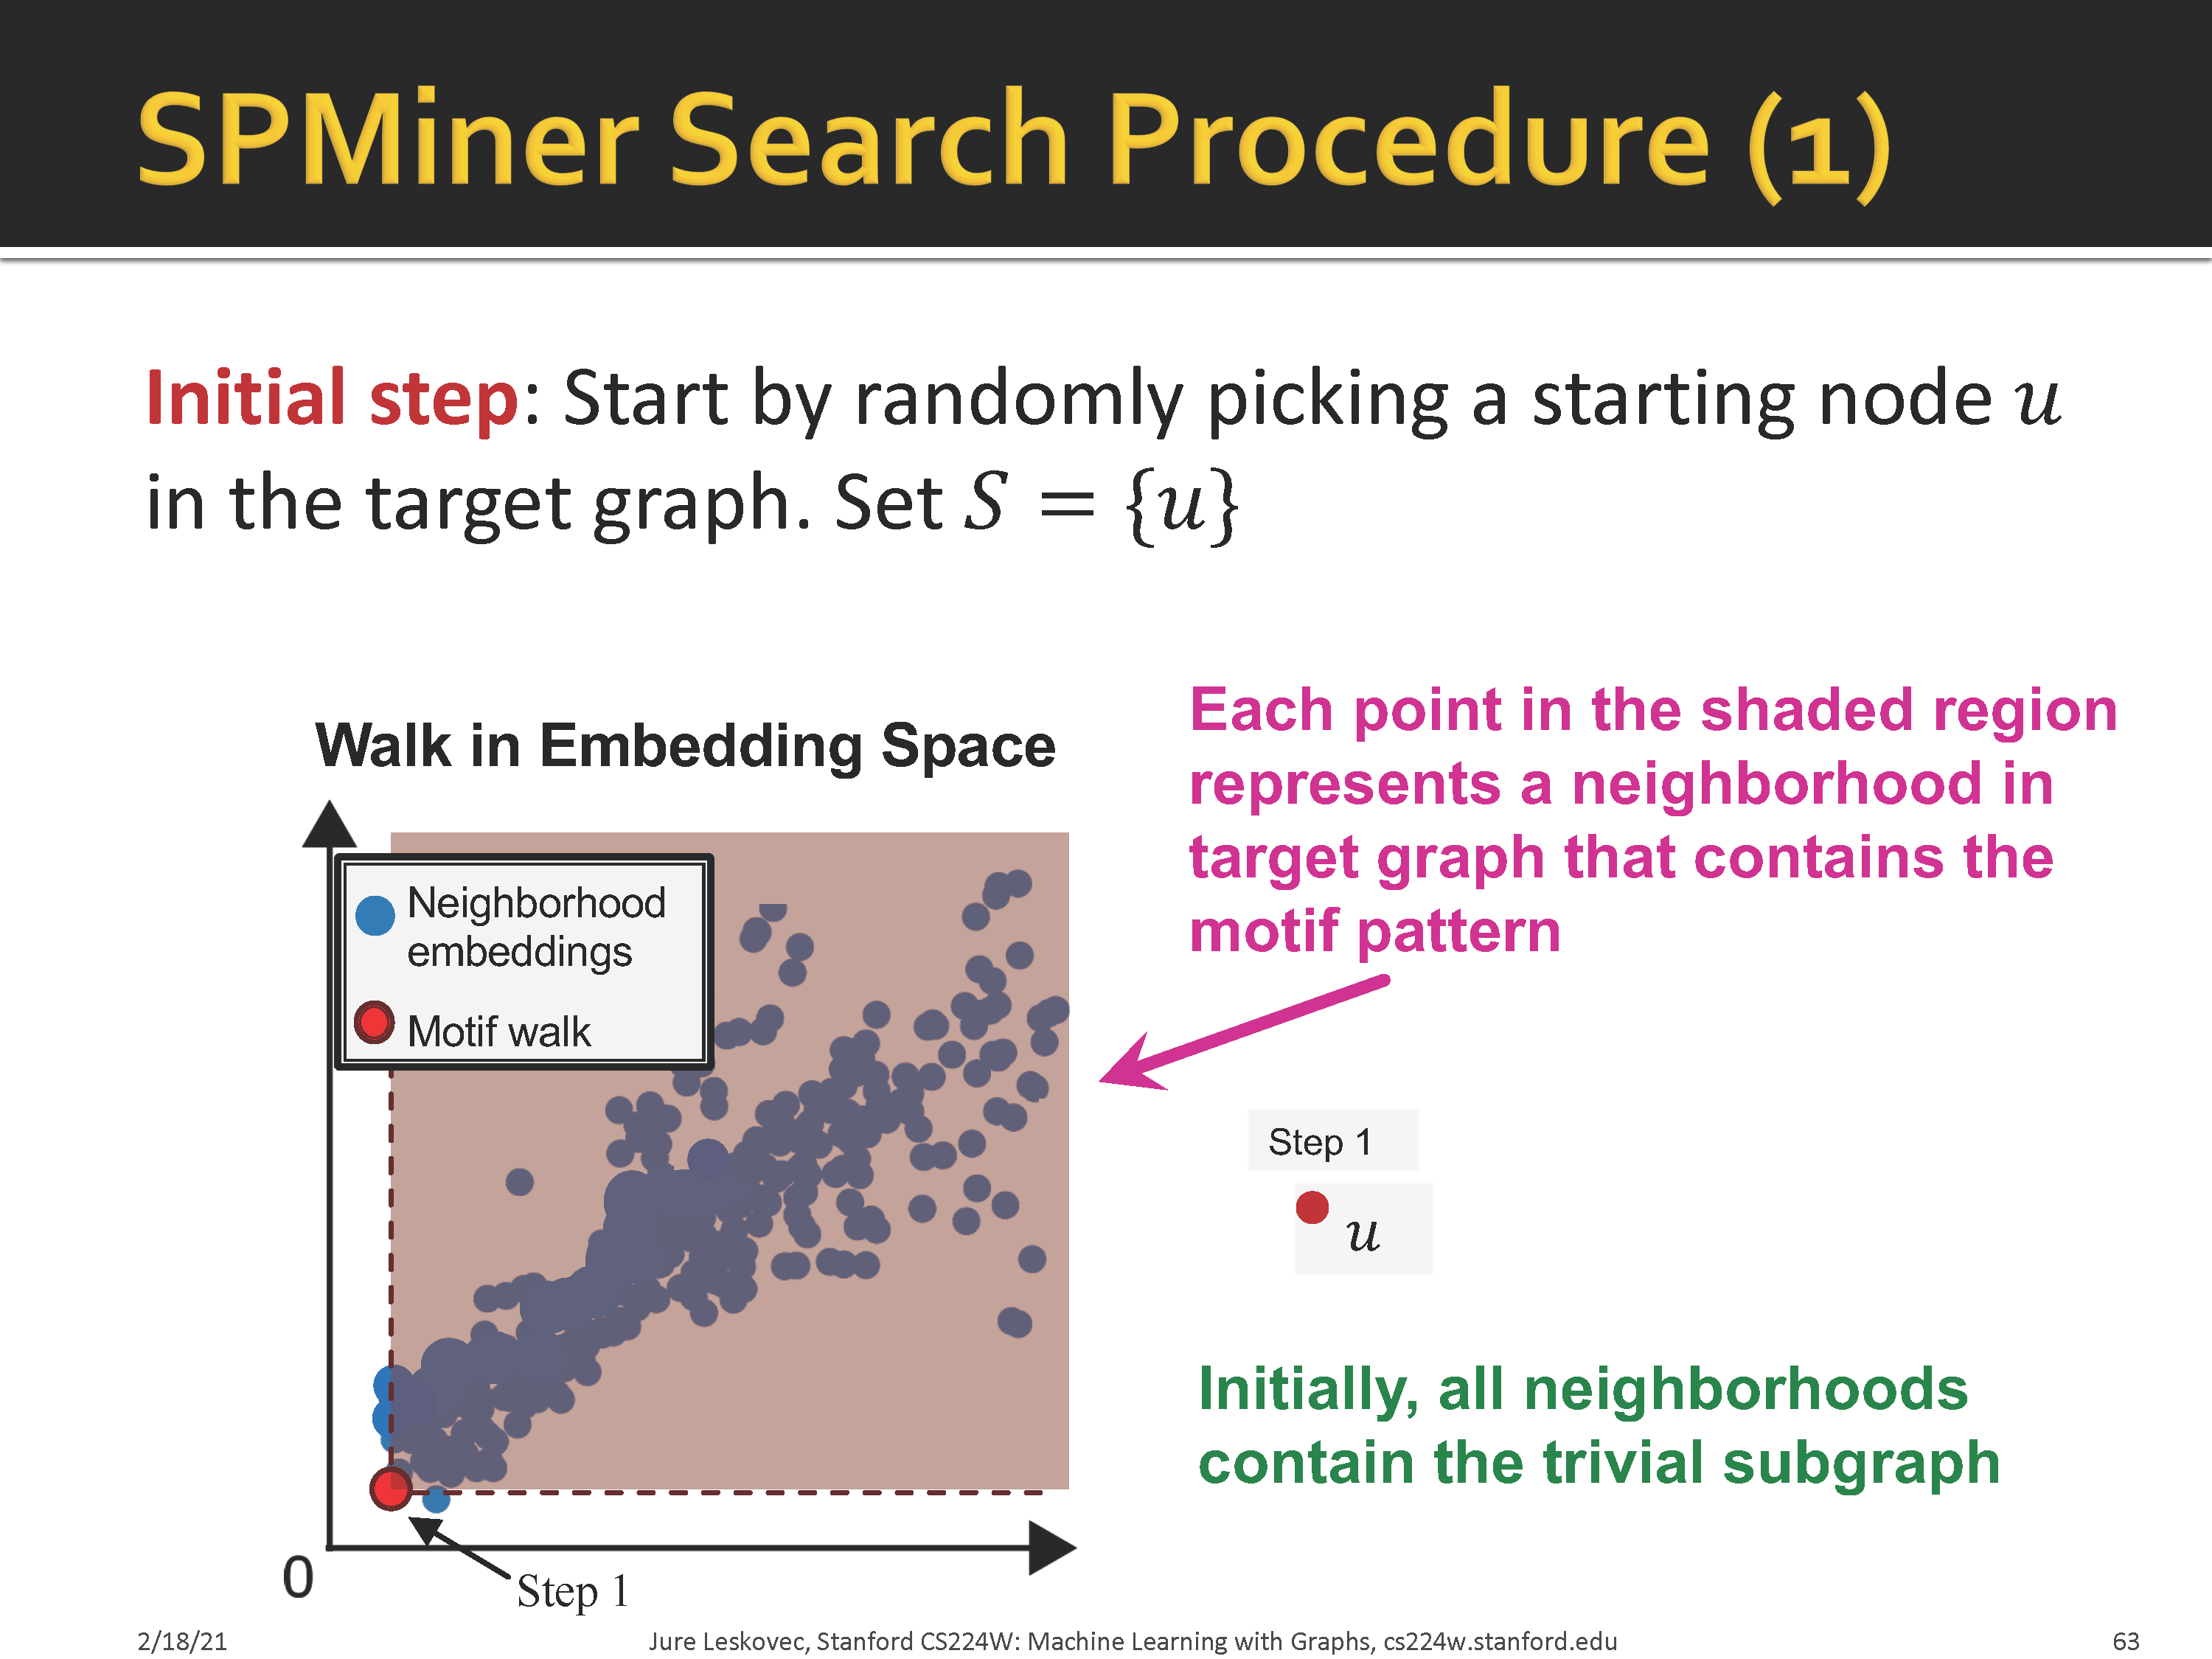 SPMiner Search Procedure (1)
Initial step: Start by randomly picking a starting node u
in the target graph. Set S = {u}
Walk in Embedding Space
Neighborhood
embeddings
Motif walk
0
Step 1
Each point in the shaded region
represents a neighborhood in
target graph that contains the
motif pattern
Step 1
u
Initially, all neighborhoods
contain the trivial subgraph
2/18/21
Jure Leskovec, Stanford CS224W: Machine Learning with Graphs, cs224w.stanford.edu
63